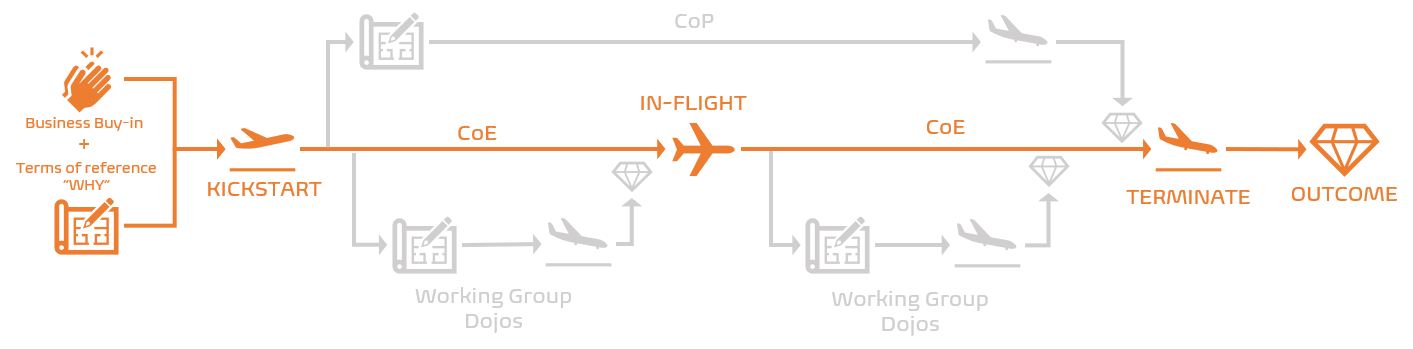 CoP
IN-FLIGHT
Business Buy-in
+
Terms of reference
“WHY”
CoE
CoE
KICKSTART
TERMINATE
OUTCOME
Working Group
Dojos
Working Group
Dojos